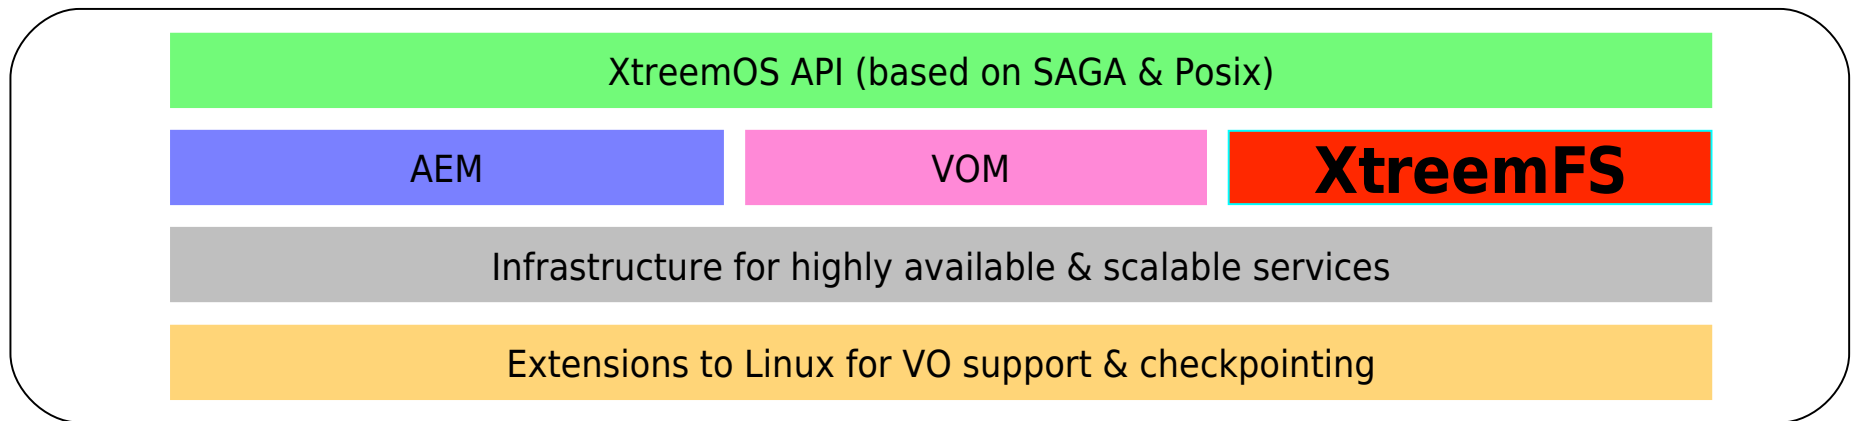 XtreemOS API (based on SAGA & Posix)
AEM
VOM
XtreemFS
Infrastructure for highly available & scalable services
Extensions to Linux for VO support & checkpointing